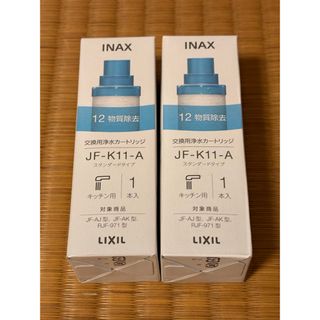 INAX
12 物質除去
交換用浄水カートリッジ
JF-K11-A
スタンダードタイプ
キッチン用
1
本入
対象商品
JF-AJ型、JF-AK型、
RJF-971型
LIXIL
INAX
12 物質除去
交換用浄水カートリッジ
JF-K11-A
スタンダードタイプ
キッチン用
1
本入
対象商品
JF-AJ型、JF-AK型、
RJF-971型
LIXIL